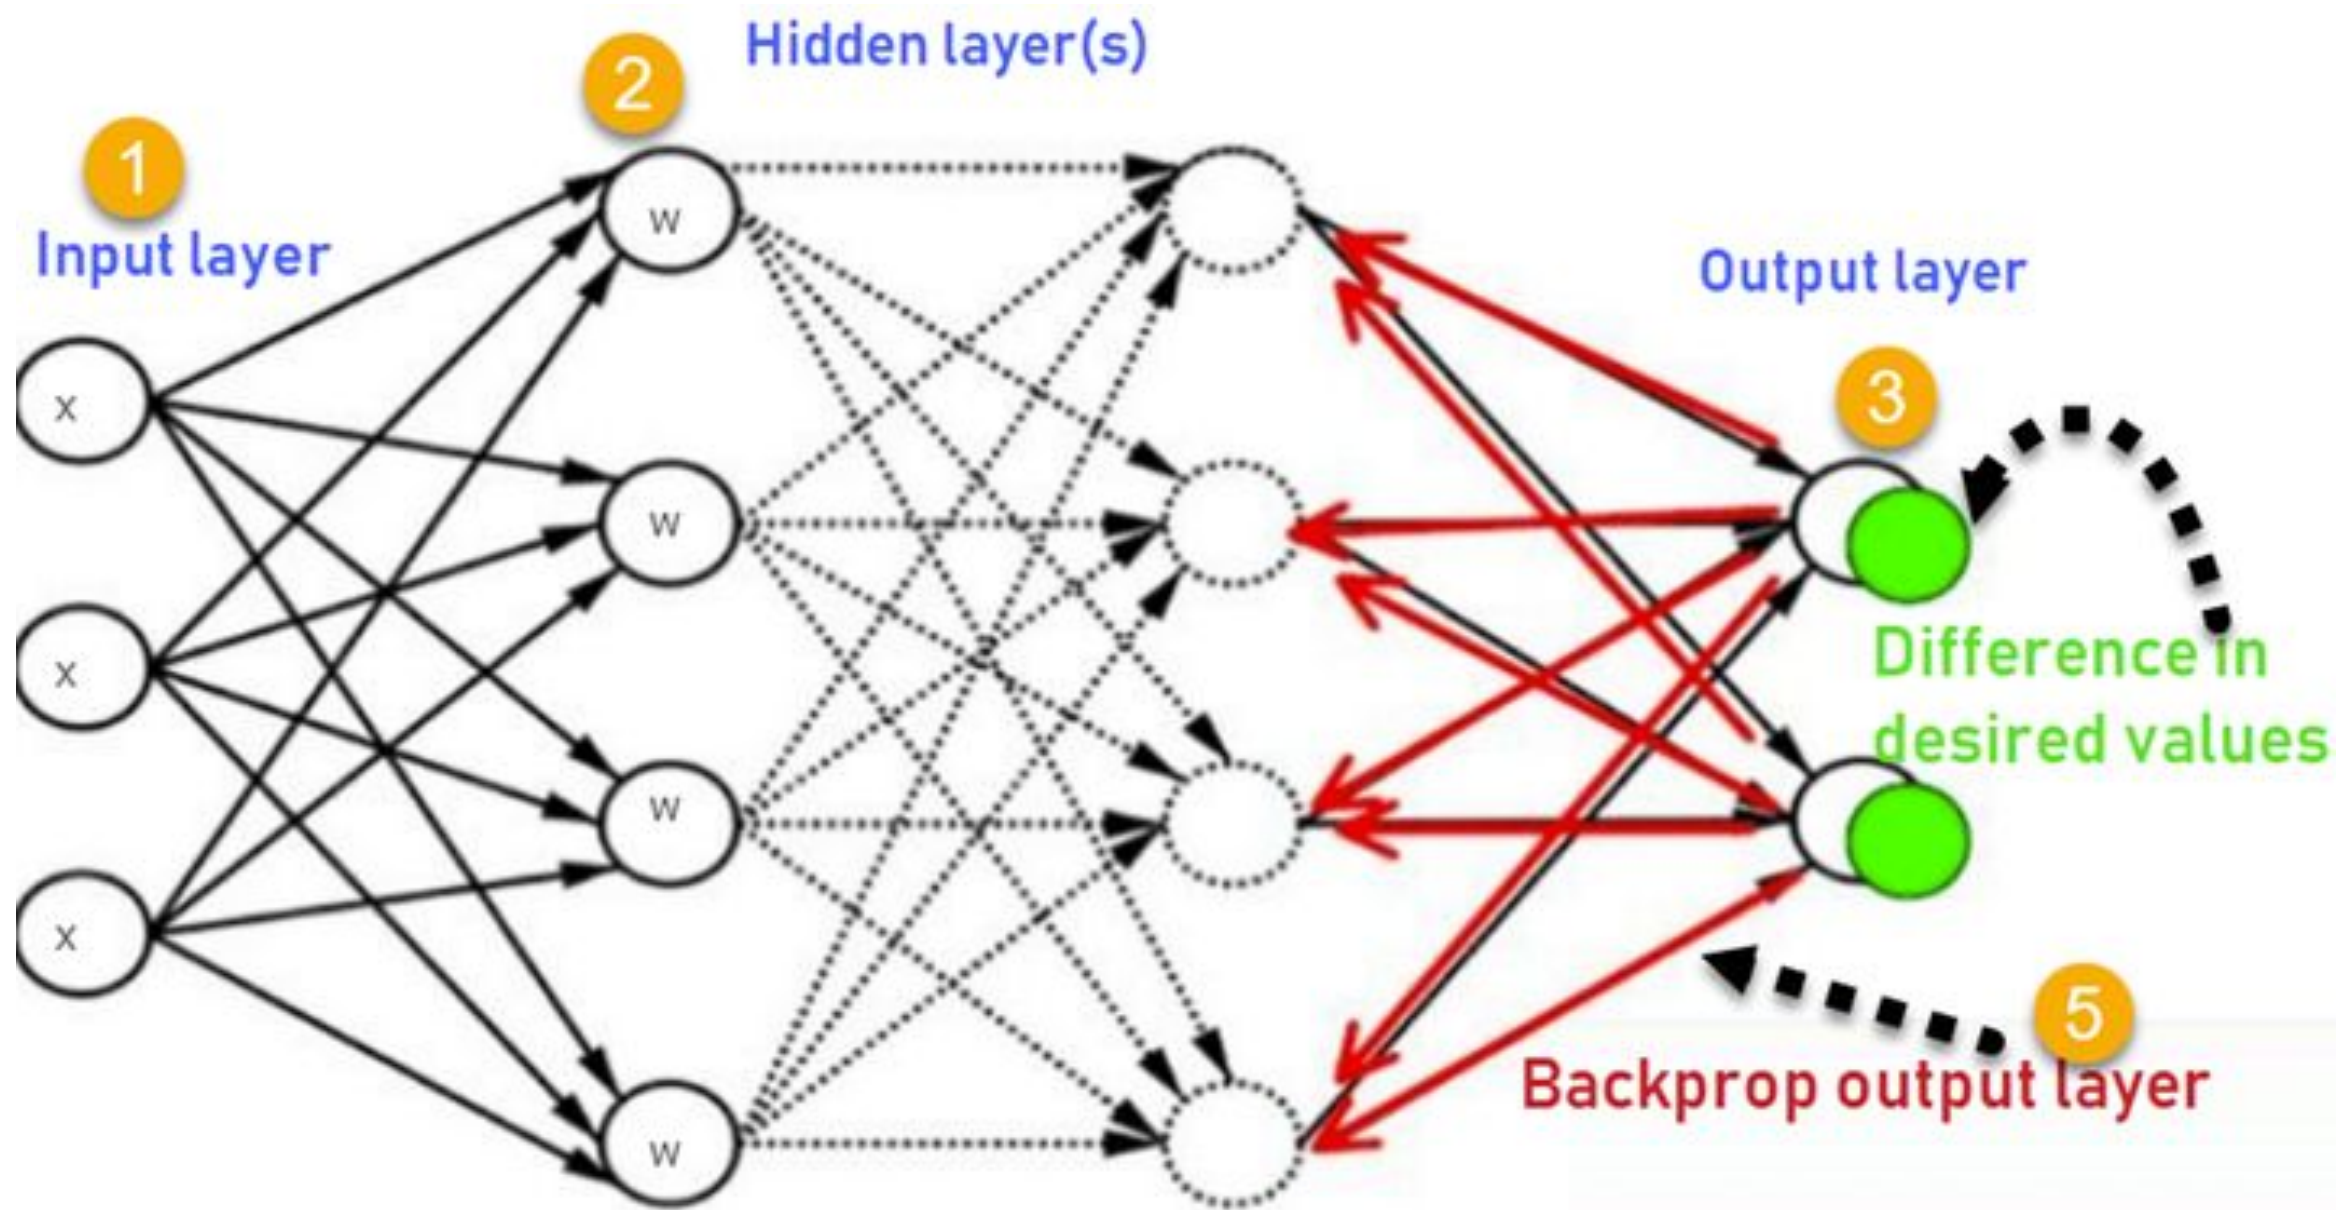 2
Hidden layer(s)
1
Input layer
Output layer
3
x
x
x
w
w
w
w
Difference in
desired values
5
Backprop output layer